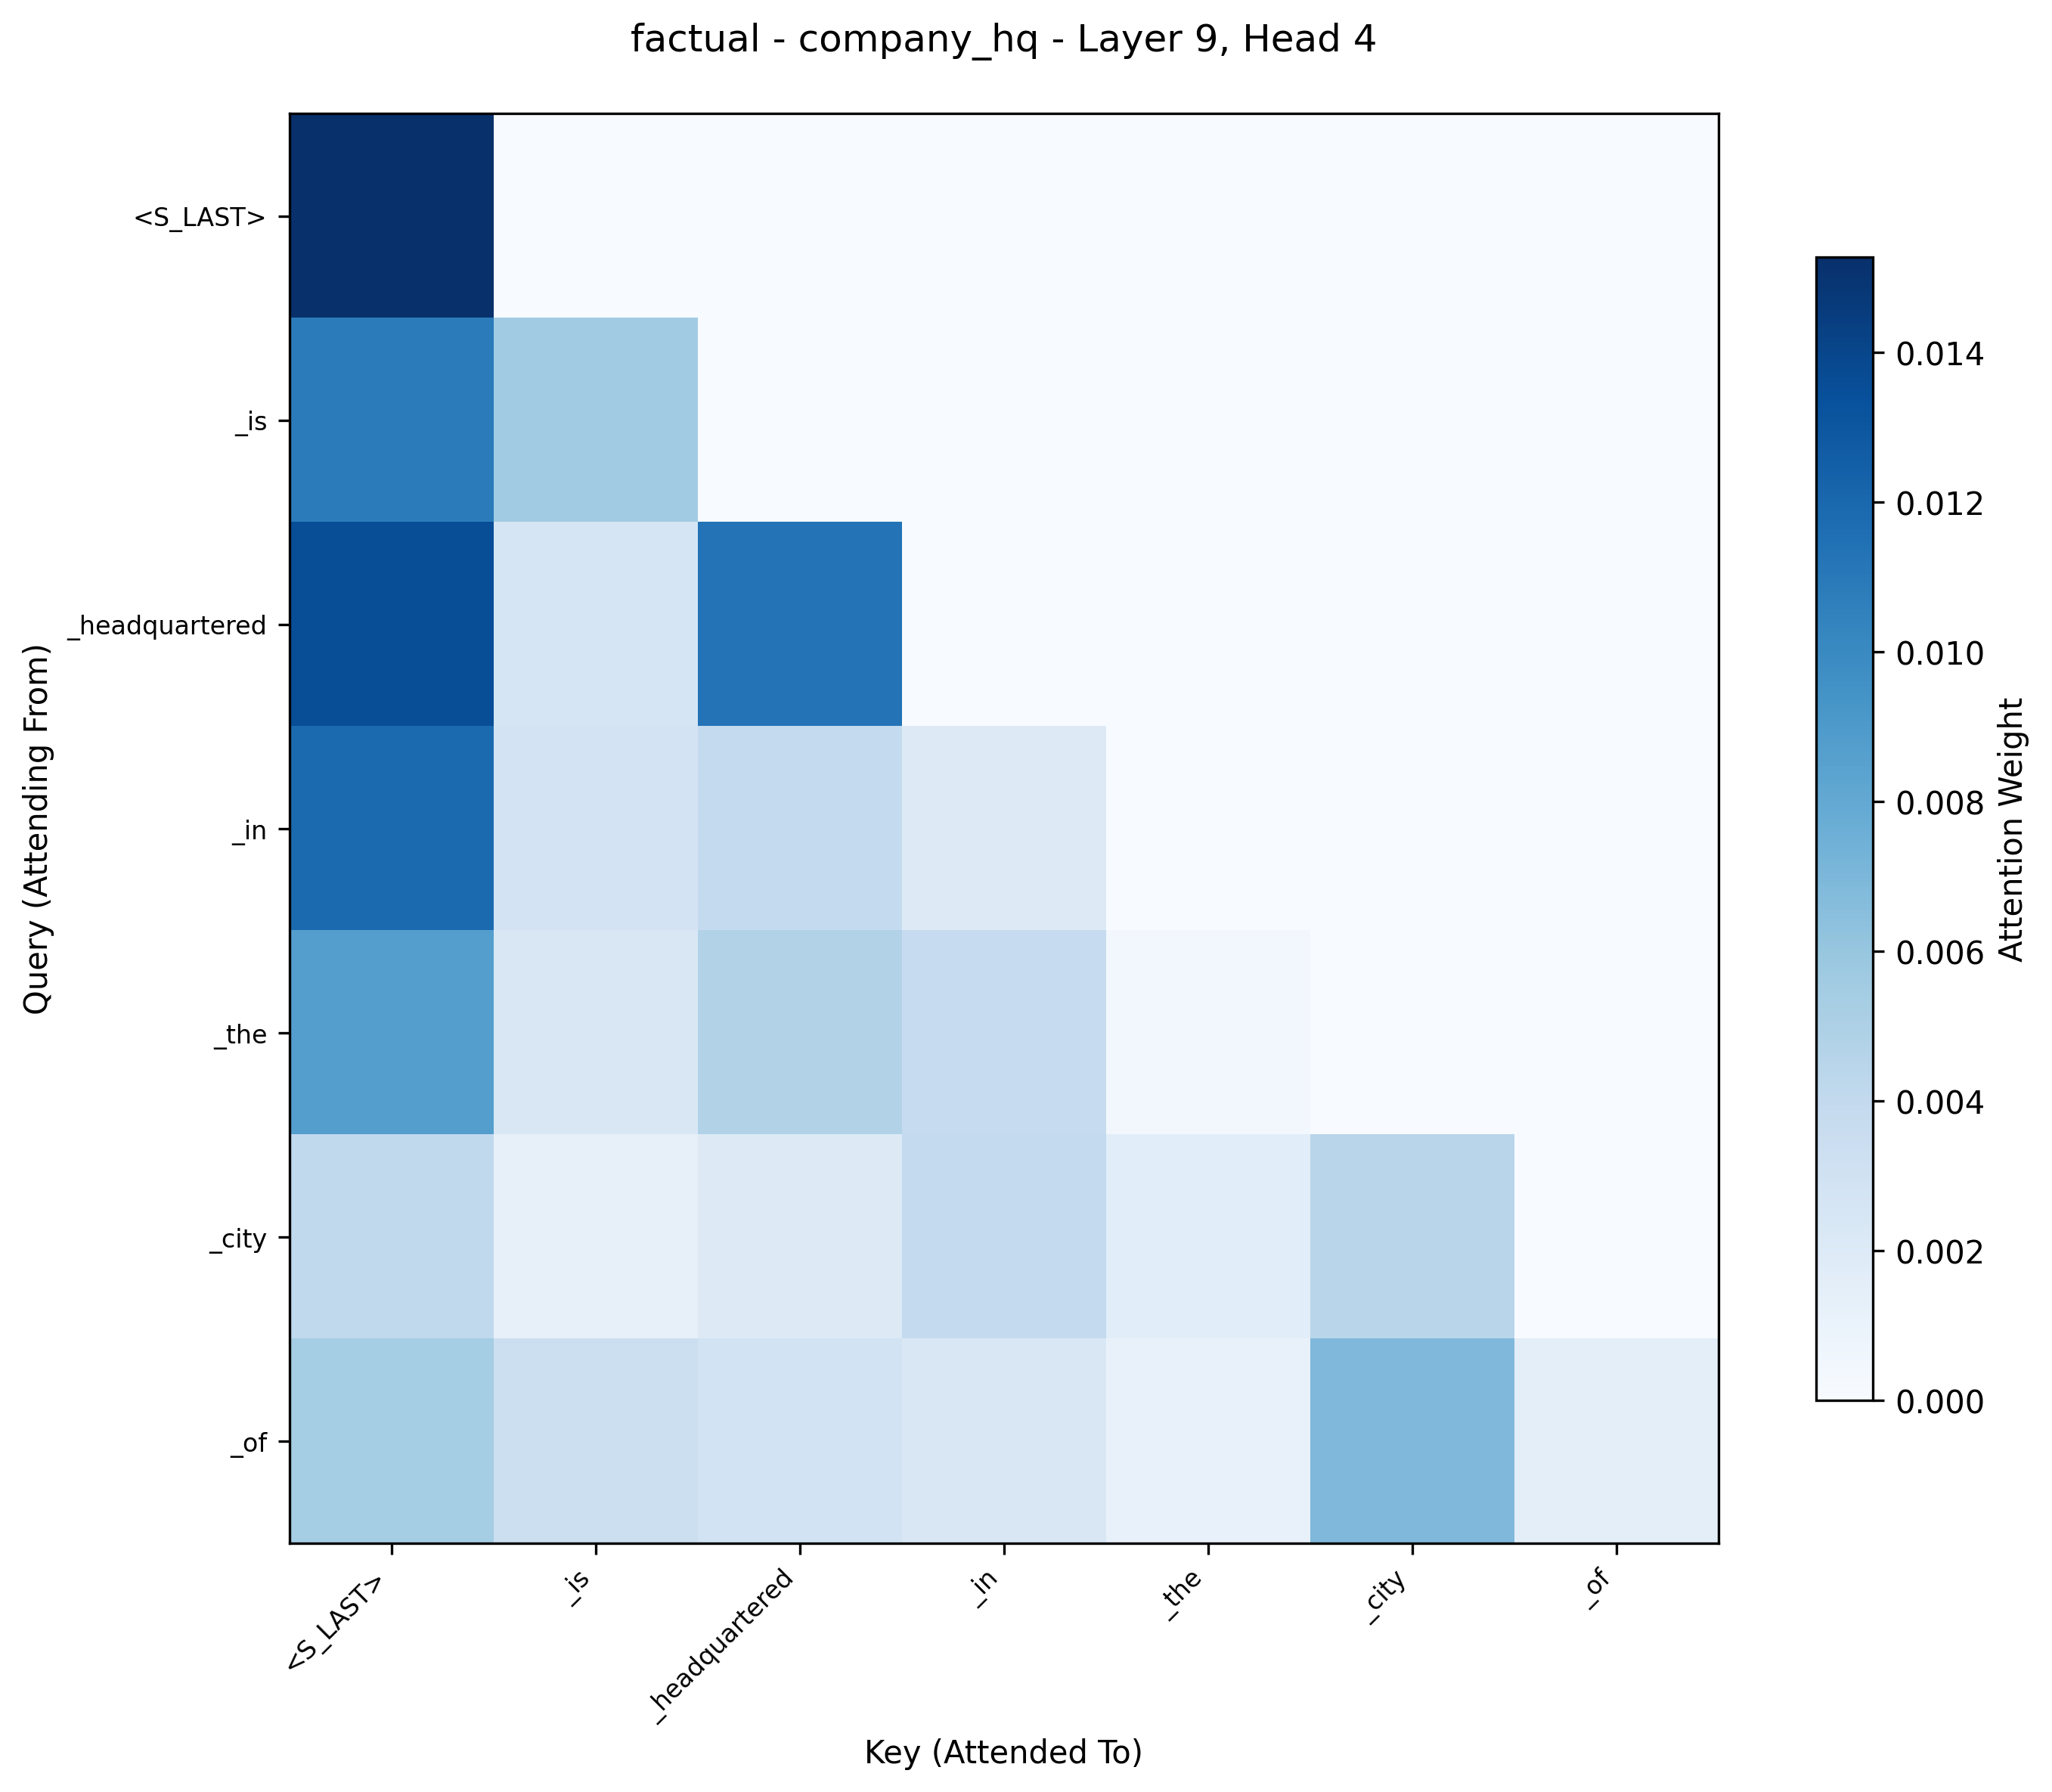 factual - company_hq - Layer 9, Head 4
Query (Attending From)
<S_LAST>
_is
_headquartered
_in
_the
_city
_of
<S_LAST>
_is
_headquartered
_in
_the
_city
_of
Key (Attended To)
0.014
0.012
0.010
0.008
0.006
0.004
0.002
0.000
Attention Weight